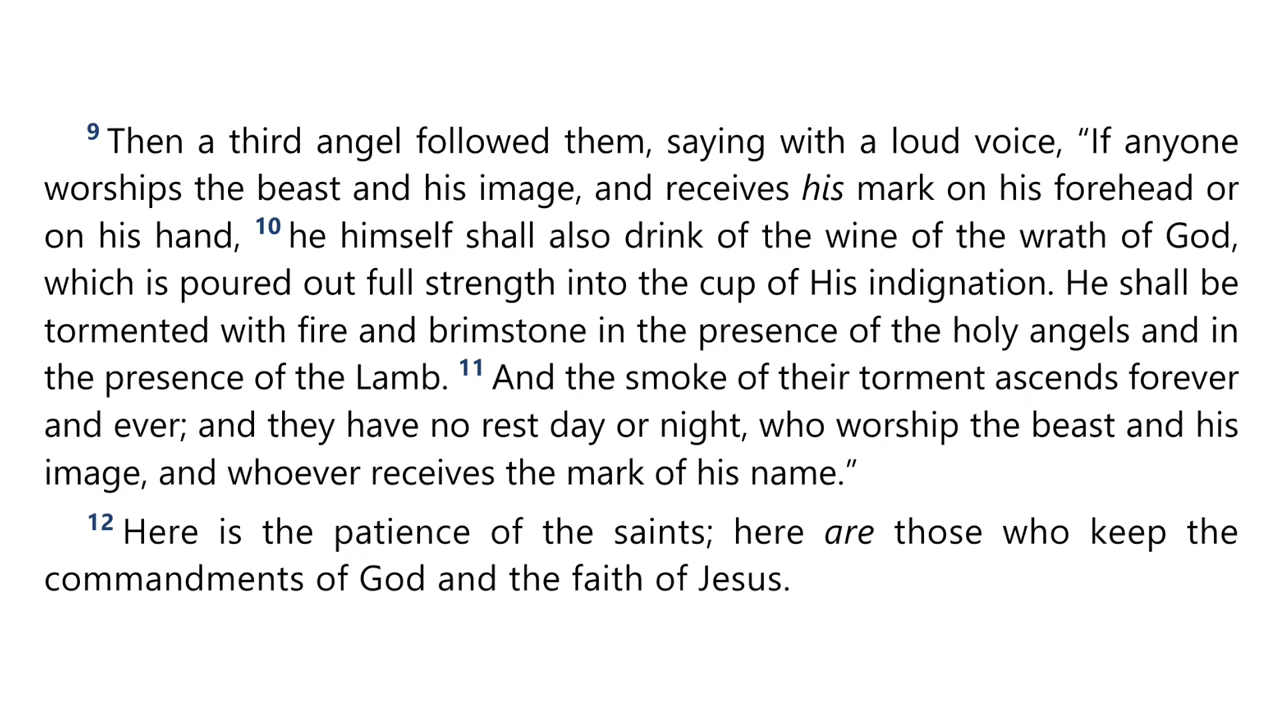 9 Then a third angel followed them, saying with a loud voice, “If anyone
worships the beast and his image, and receives his mark on his forehead or
on his hand, 10 he himself shall also drink of the wine of the wrath of God,
which is poured out full strength into the cup of His indignation. He shall be
tormented with fire and brimstone in the presence of the holy angels and in
the presence of the Lamb. 11 And the smoke of their torment ascends forever
and ever; and they have no rest day or night, who worship the beast and his
image, and whoever receives the mark of his name.”
12 Here is the patience of the saints; here are those who keep the
commandments of God and the faith of Jesus.